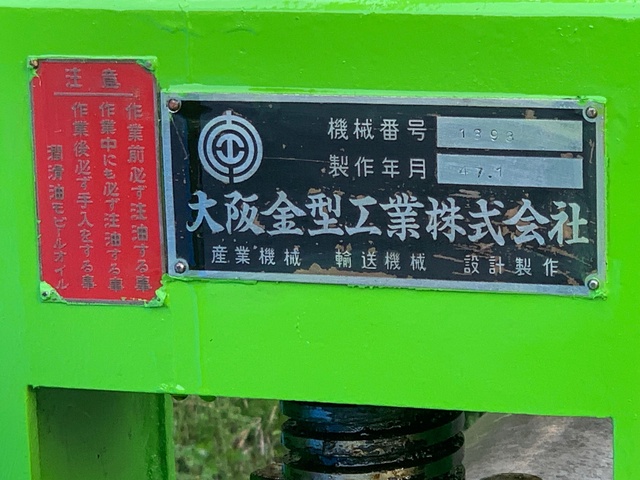 注意
作業前必ず注油する事
作業中にも必ず注油する事
作業後必ず手入をする事
潤滑油モビールオイル
機械番号 1393
製作年月 47.1
大阪金型工業株式会社
産業機械 輸送機械 設計製作